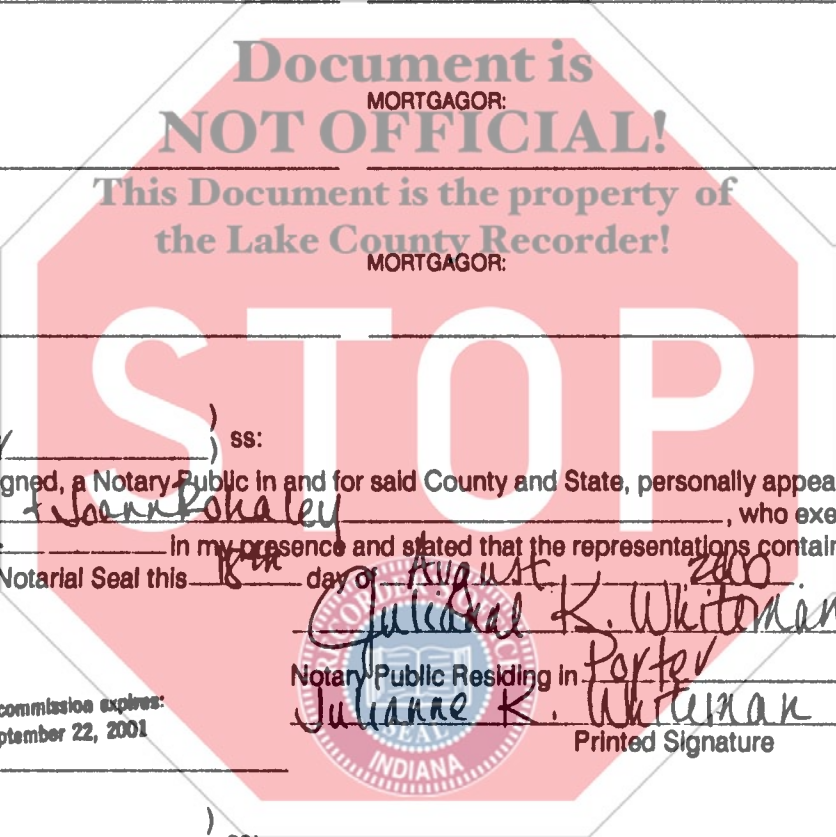 Document is
MORTGAGOR:
NOT OFFICIAL!
This Document is the property of
the Lake County Recorder!
MORTGAGOR:
STOP
) ss:
)
gned, a Notary Public in and for said County and State, personally appea
+ Joann Rohaley, who exe
in my presence and stated that the representations contain
Notarial Seal this 18th day of August 2000.
Julianne K. Whiteman
Notary Public Residing in Porter
commission expires:
ptember 22, 2001
Julianne K. Whiteman
Printed Signature
SEAL
INDIANA
)